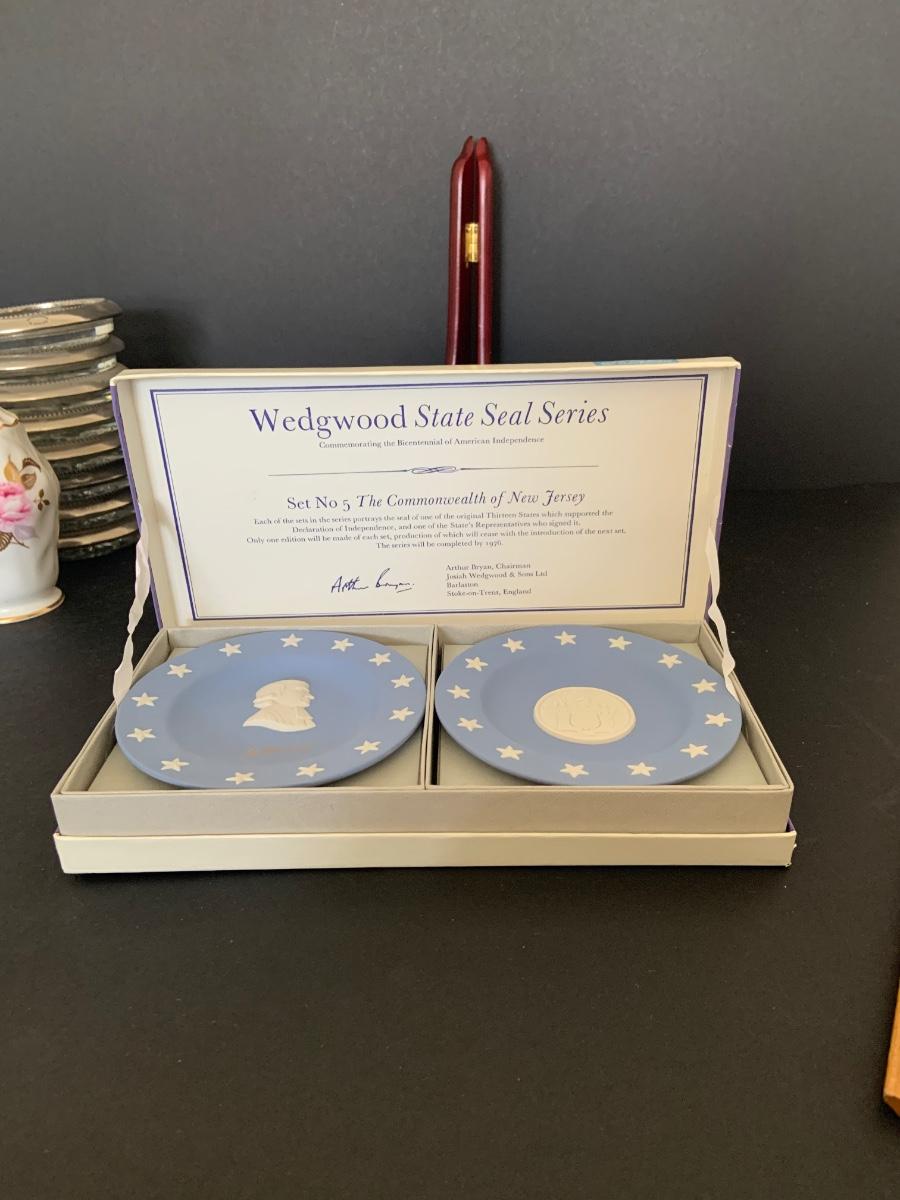 Wedgwood State Seal Series
Commemorating the Bicentennial of American Independence
Set No 5 The Commonwealth of New Jersey
Each of the sets in the series portrays the seal of one of the original Thirteen States which supported the
Declaration of Independence, and one of the State's Representatives who signed it.
Only one edition will be made of each set, production of which will cease with the introduction of the next set.
The series will be completed by 1976.
Arthur Bryan.
Arthur Bryan, Chairman
Josiah Wedgwood & Sons Ltd
Barlaston
Stoke-on-Trent, England